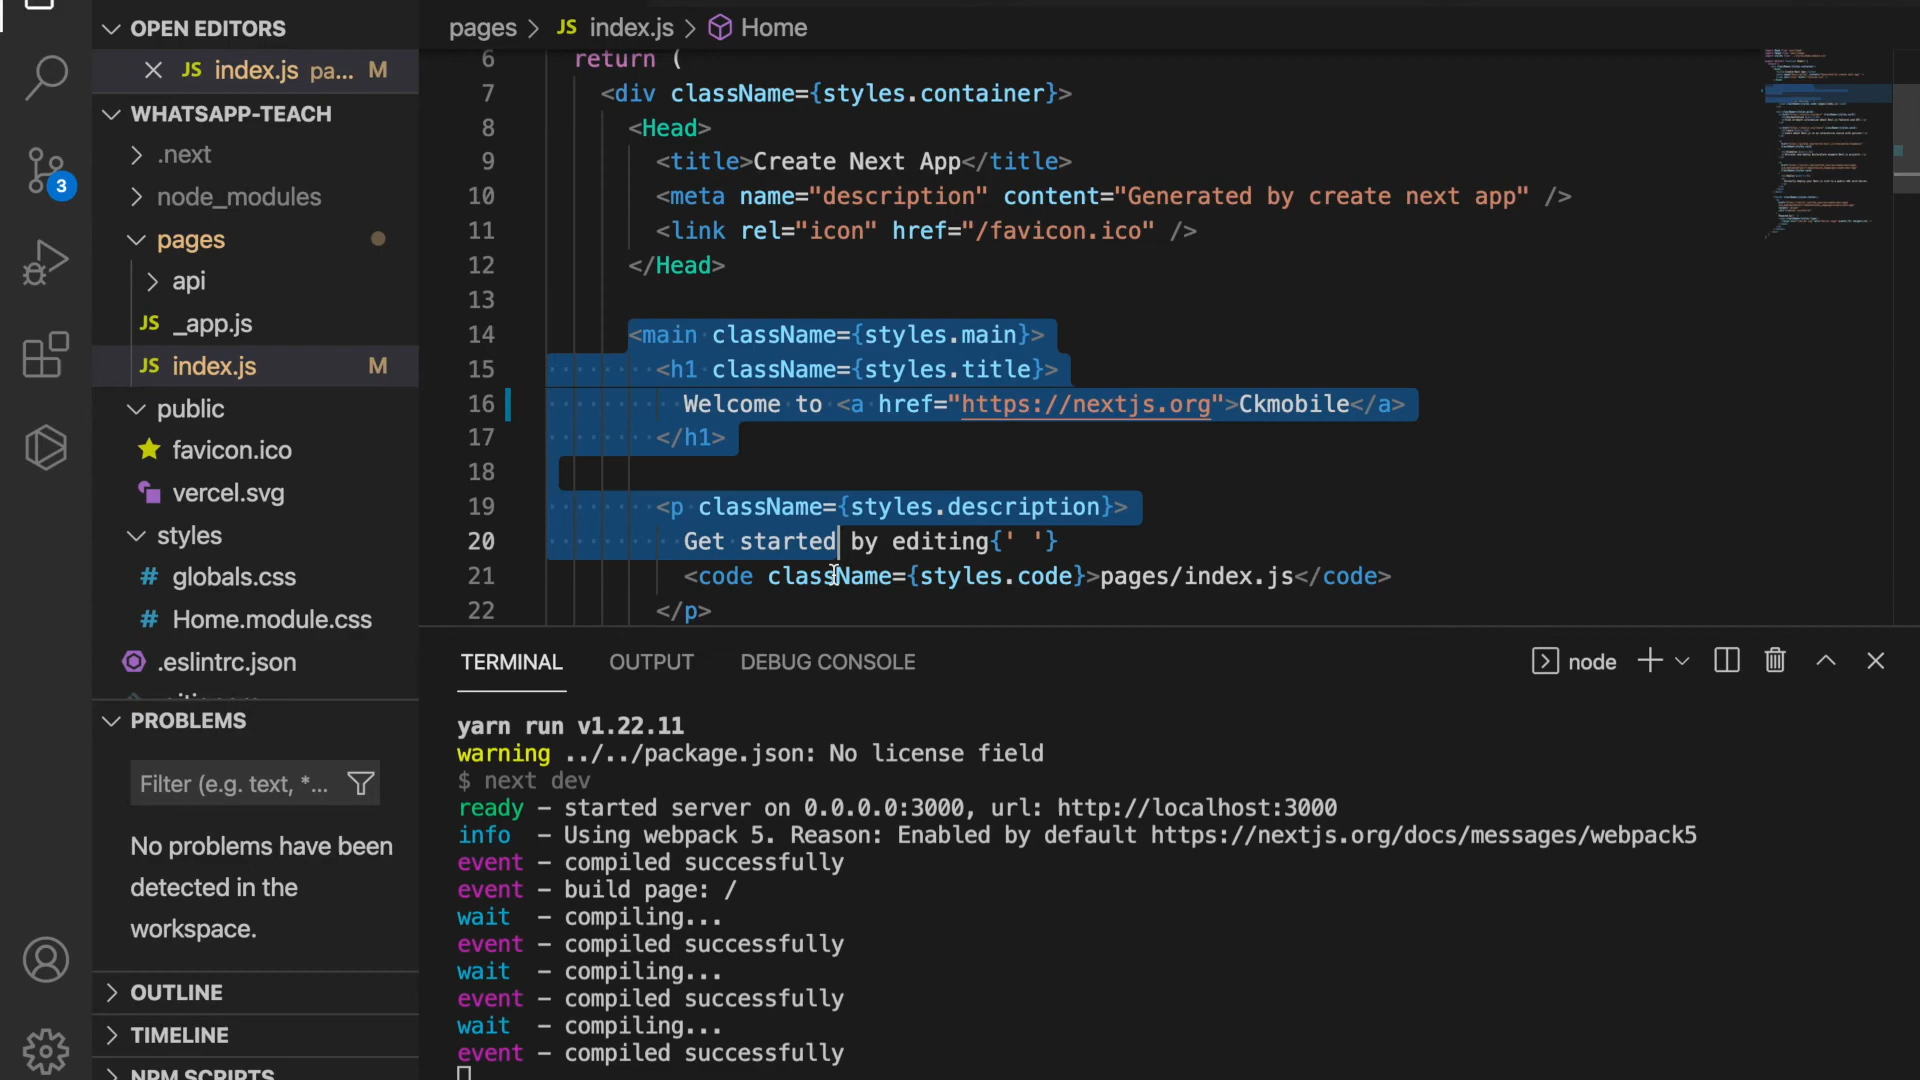 OPEN EDITORS
JS index.js pa... M
WHATSAPP-TEACH
.next
node_modules
pages
api
JS _app.js
JS index.js M
public
favicon.ico
vercel.svg
styles
# globals.css
# Home.module.css
.eslintrc.json
PROBLEMS
Filter (e.g. text, *...
No problems have been
detected in the
workspace.
OUTLINE
TIMELINE
NPM SCRIPTS
3
pages > JS index.js > Home
6 return (
7 <div className={styles.container}>
8 <Head>
9 <title>Create Next App</title>
10 <meta name="description" content="Generated by create next app" />
11 <link rel="icon" href="/favicon.ico" />
12 </Head>
13
14 <main className={styles.main}>
15 <h1 className={styles.title}>
16 Welcome to <a href="https://nextjs.org">Ckmobile</a>
17 </h1>
18
19 <p className={styles.description}>
20 Get started by editing{' '}
21 <code className={styles.code}>pages/index.js</code>
22 </p>
TERMINAL OUTPUT DEBUG CONSOLE node
yarn run v1.22.11
warning ../../package.json: No license field
$ next dev
ready - started server on 0.0.0.0:3000, url: http://localhost:3000
info - Using webpack 5. Reason: Enabled by default https://nextjs.org/docs/messages/webpack5
event - compiled successfully
event - build page: /
wait - compiling...
event - compiled successfully
wait - compiling...
event - compiled successfully
wait - compiling...
event - compiled successfully